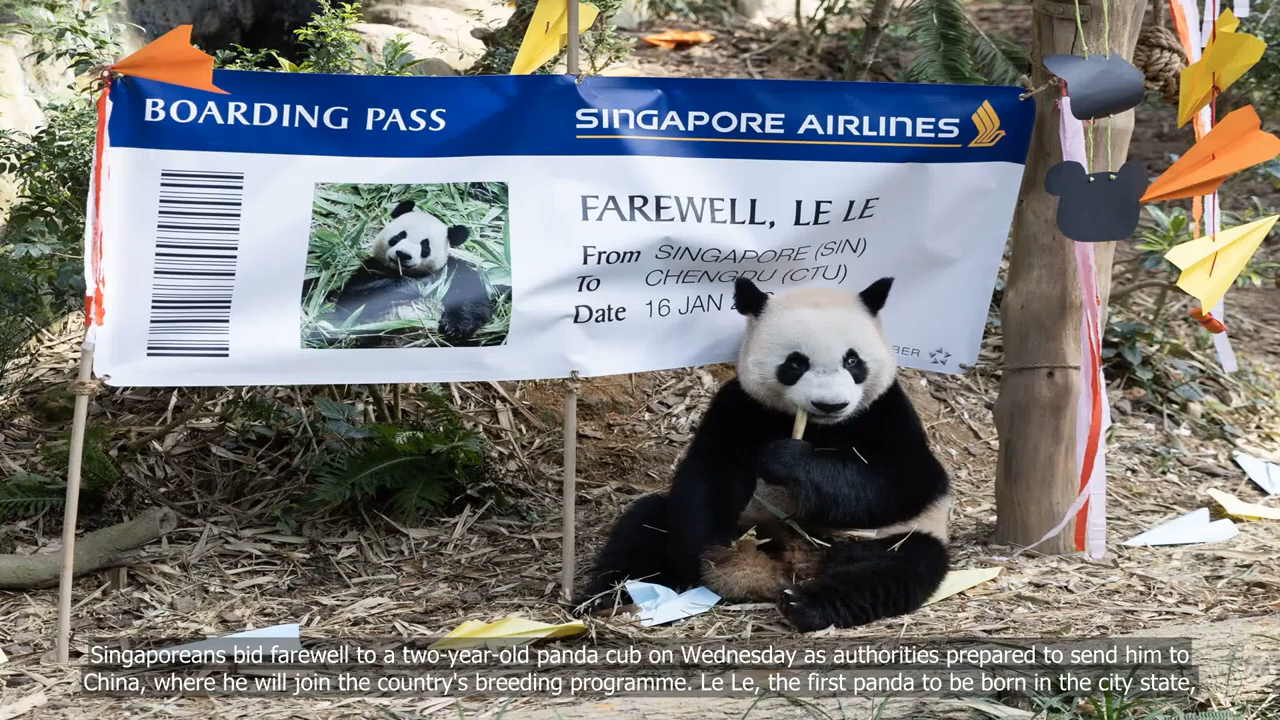 BOARDING PASS
SINGAPORE AIRLINES
FAREWELL, LE LE
From SINGAPORE (SIN)
To CHENGDU (CTU)
Date 16 JAN
Singaporeans bid farewell to a two-year-old panda cub on Wednesday as authorities prepared to send him to
China, where he will join the country's breeding programme. Le Le, the first panda to be born in the city state,